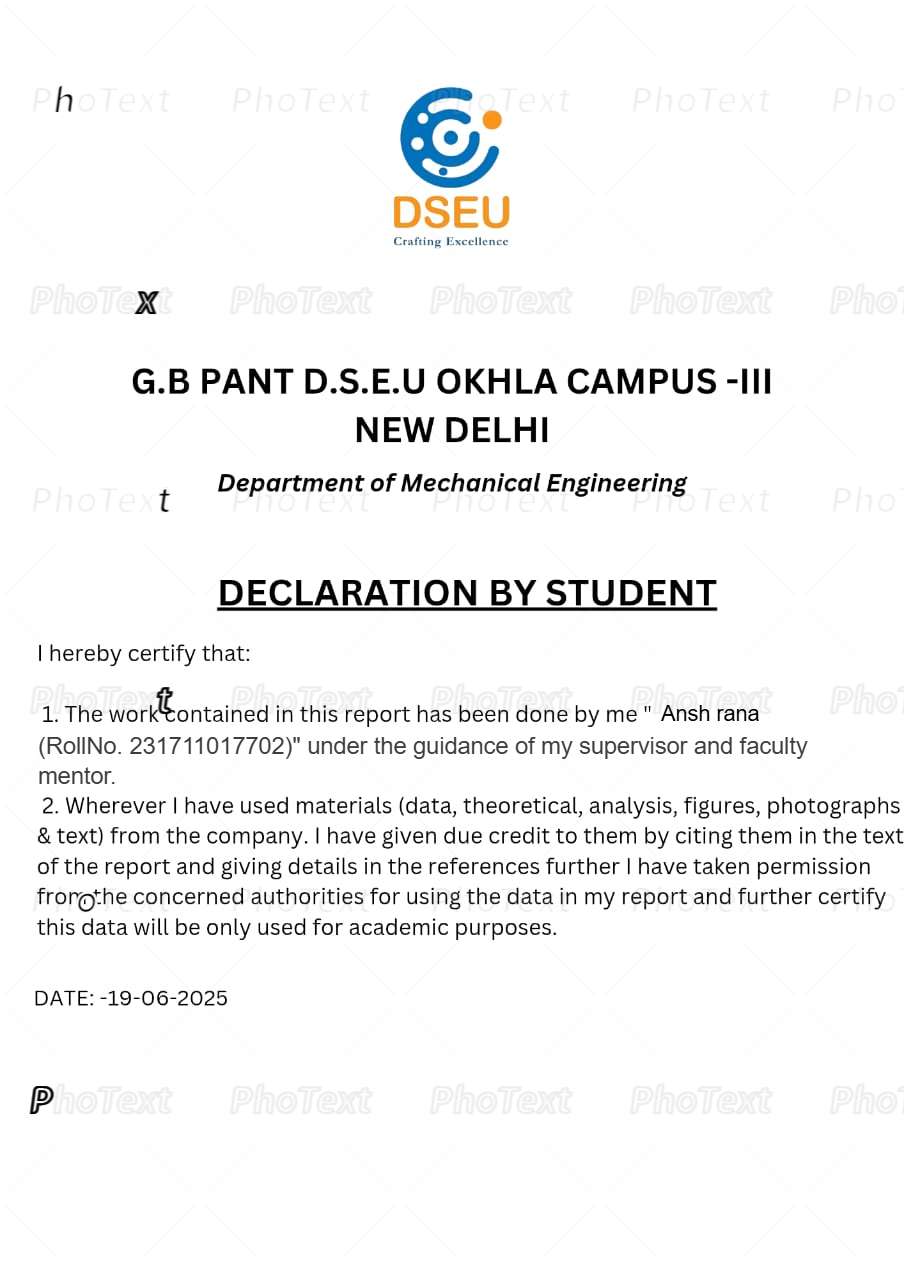 PhoText PhoText PhoText PhoText Pho
DSEU
Crafting Excellence
PhoText PhoText PhoText PhoText PhoT
G.B PANT D.S.E.U OKHLA CAMPUS -III
NEW DELHI
Department of Mechanical Engineering
PhoText PhoText PhoText PhoText Pho
DECLARATION BY STUDENT
I hereby certify that:
PhoText PhoText PhoText PhoText PhoT
1. The work contained in this report has been done by me " Ansh rana
(RollNo. 231711017702)" under the guidance of my supervisor and faculty
mentor.
2. Wherever I have used materials (data, theoretical, analysis, figures, photographs
& text) from the company. I have given due credit to them by citing them in the text
of the report and giving details in the references further I have taken permission
from the concerned authorities for using the data in my report and further certify
PhoText PhoText PhoText PhoText Pho
this data will be only used for academic purposes.
DATE: -19-06-2025
PhoText PhoText PhoText PhoText PhoT